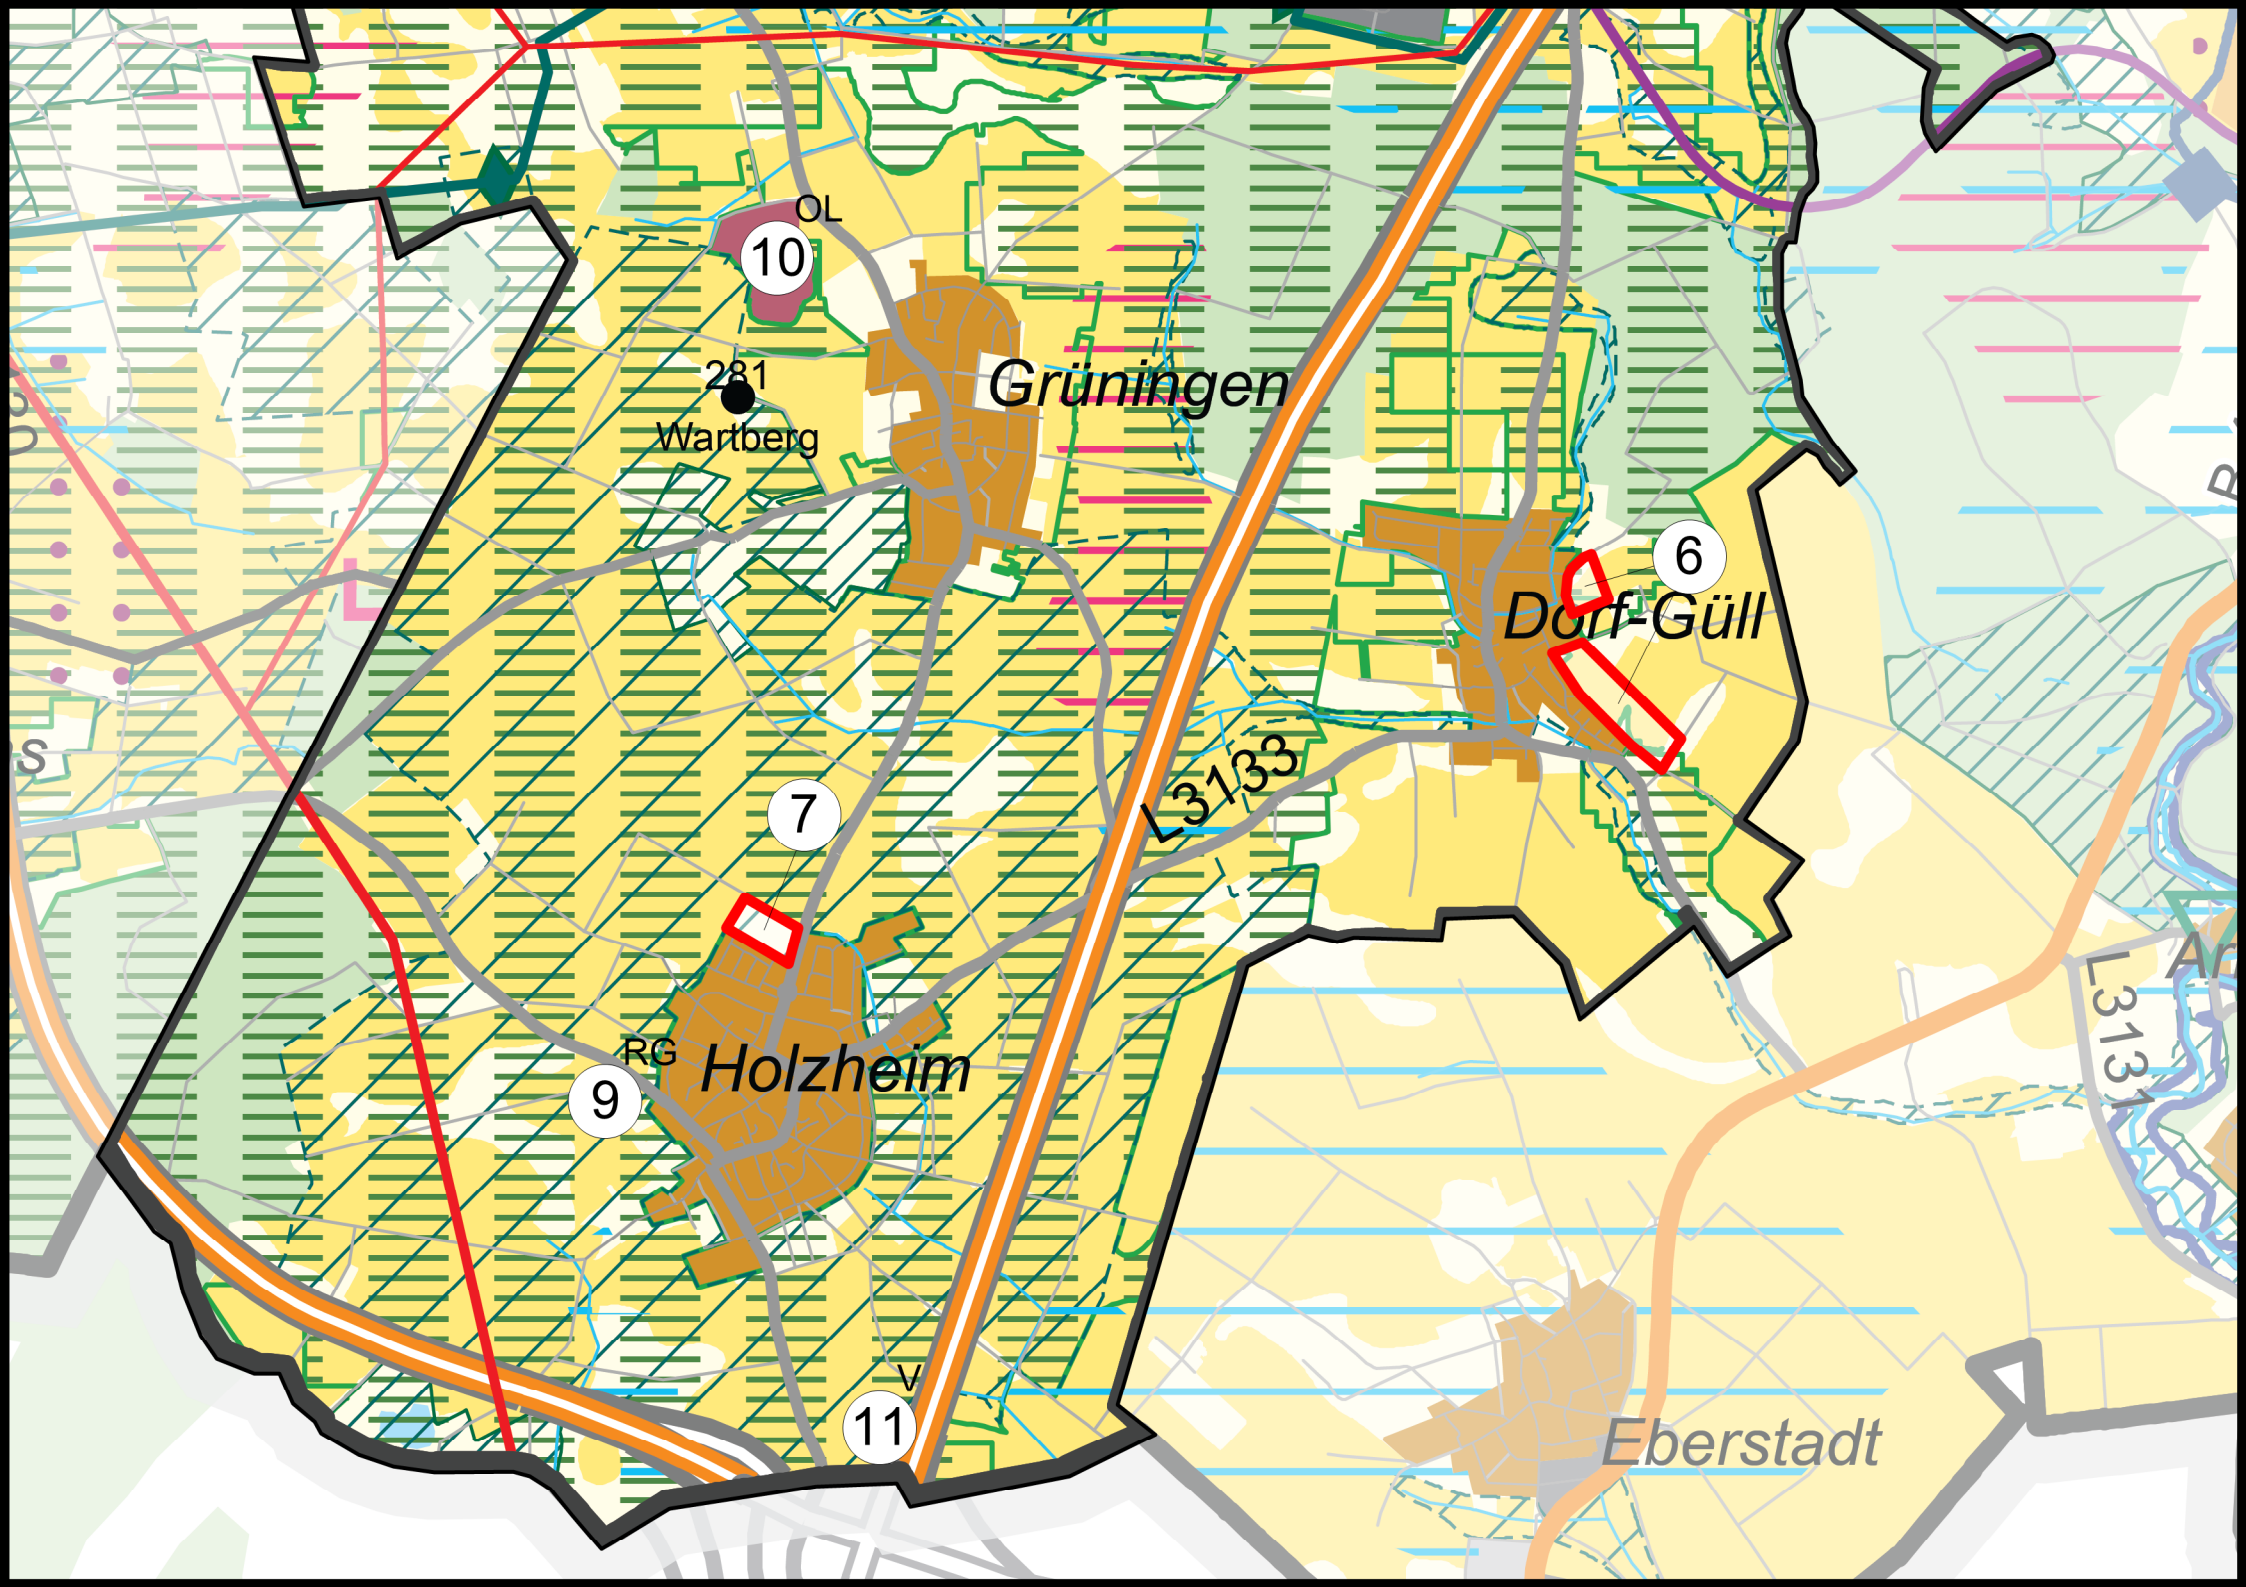 OL
10
281
Wartberg
Grüningen
6
Dorf-Güll
L3133
7
RG
Holzheim
9
V
11
L3131
Eberstadt